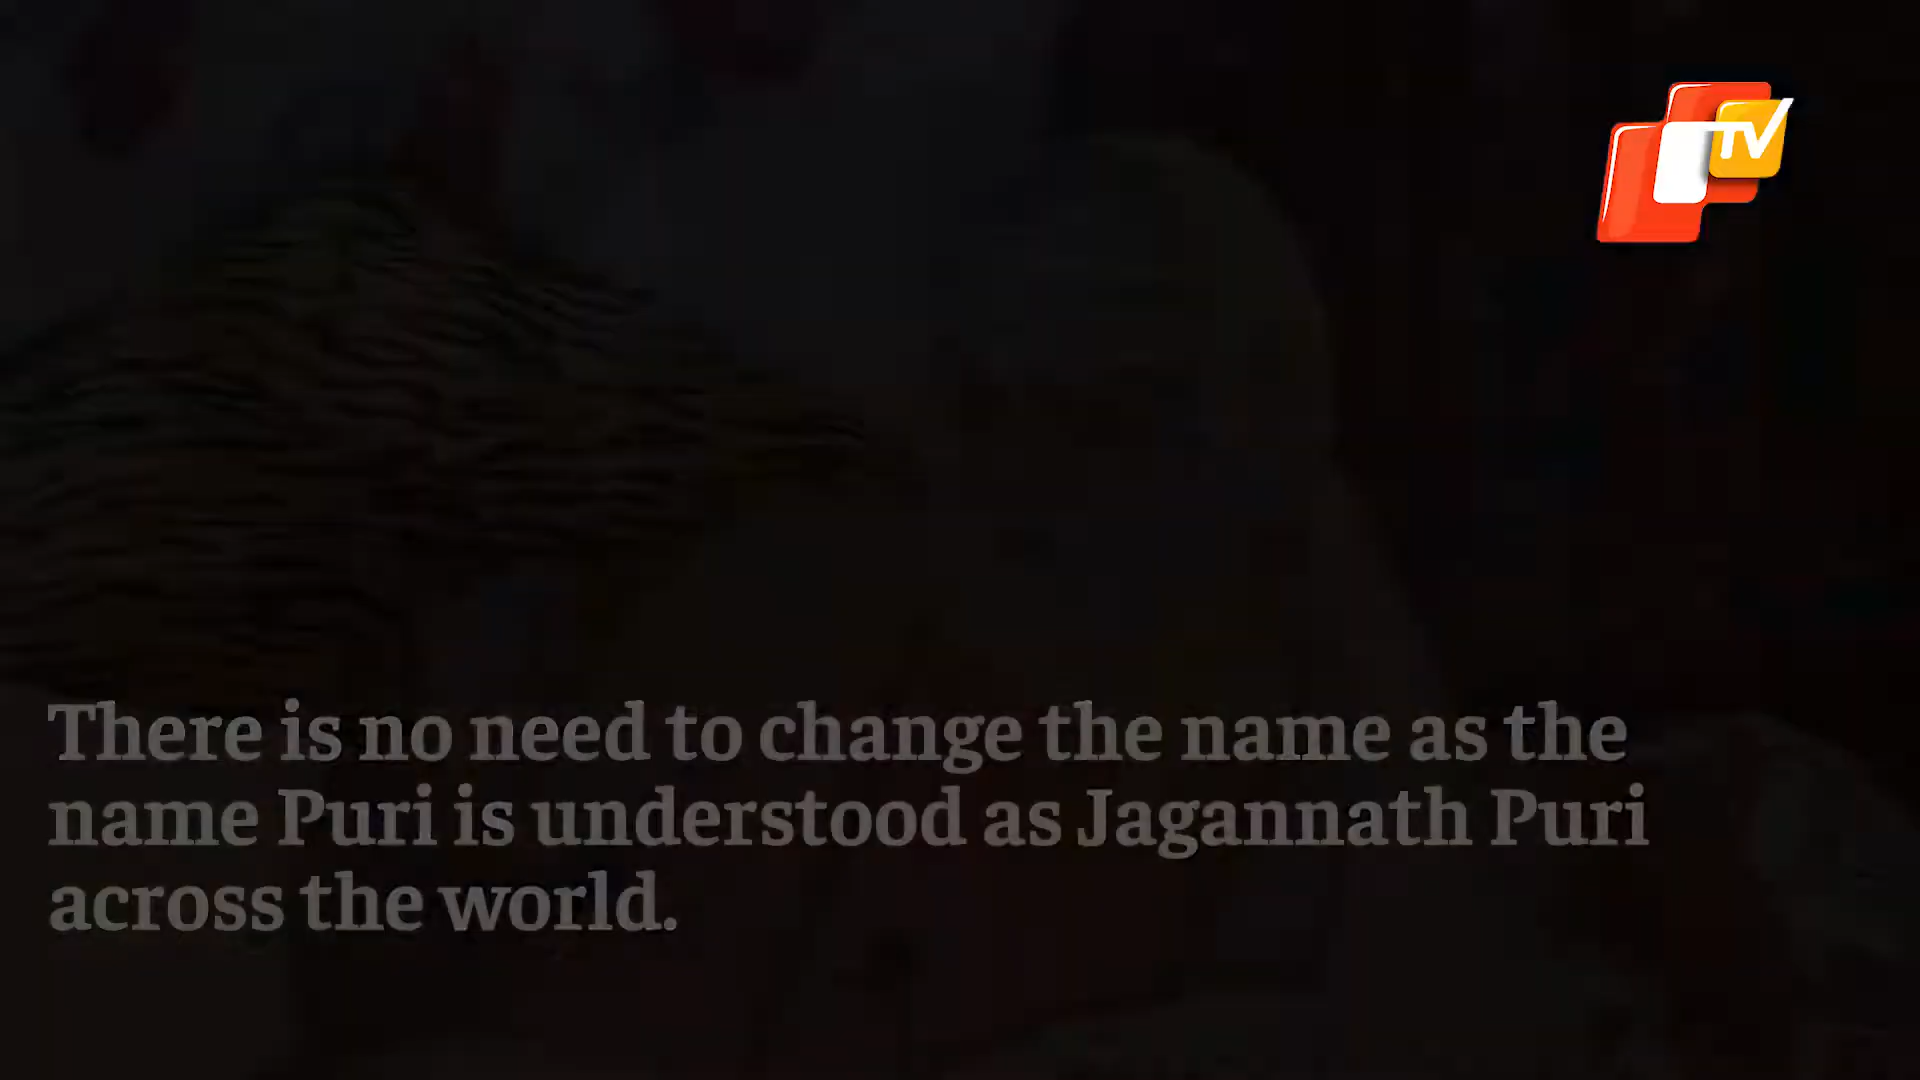 TV
There is no need to change the name as the
name Puri is understood as Jagannath Puri
across the world.